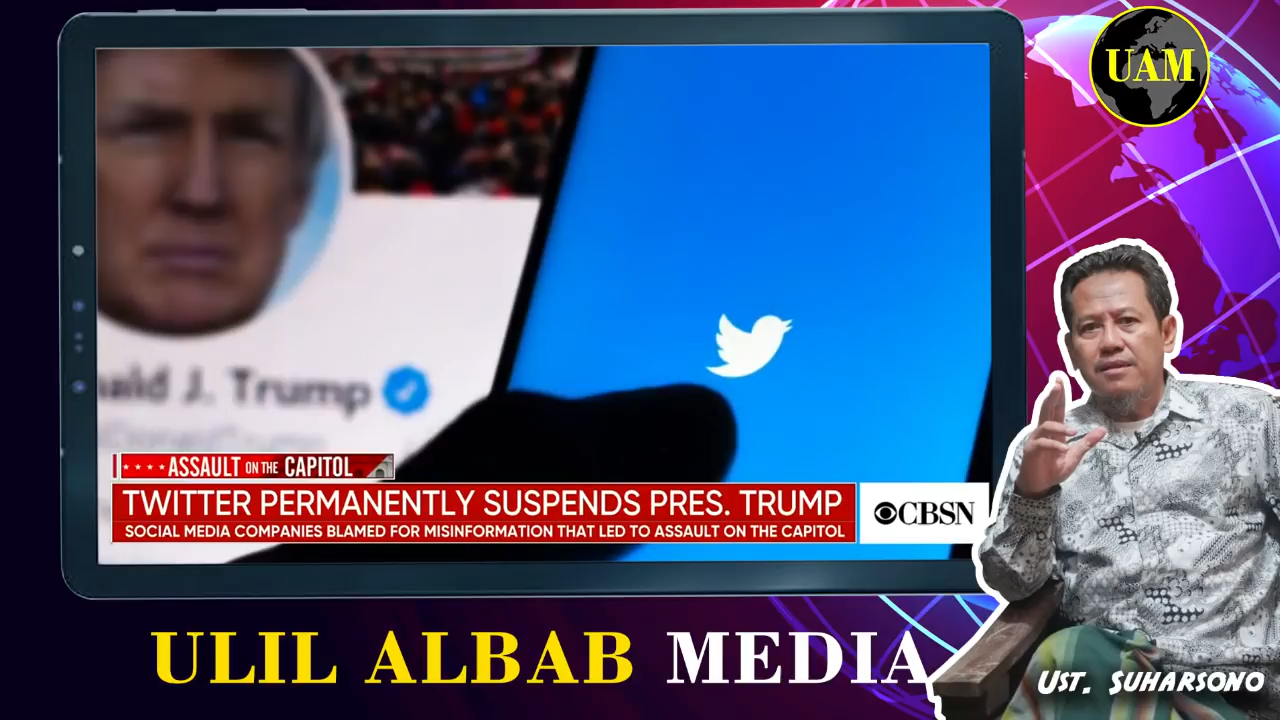 UAM
nald J. Trump
ASSAULT ON THE CAPITOL
TWITTER PERMANENTLY SUSPENDS PRES. TRUMP
SOCIAL MEDIA COMPANIES BLAMED FOR MISINFORMATION THAT LED TO ASSAULT ON THE CAPITOL
CBSN
ULIL ALBAB MEDIA
UST. SUHARSONO